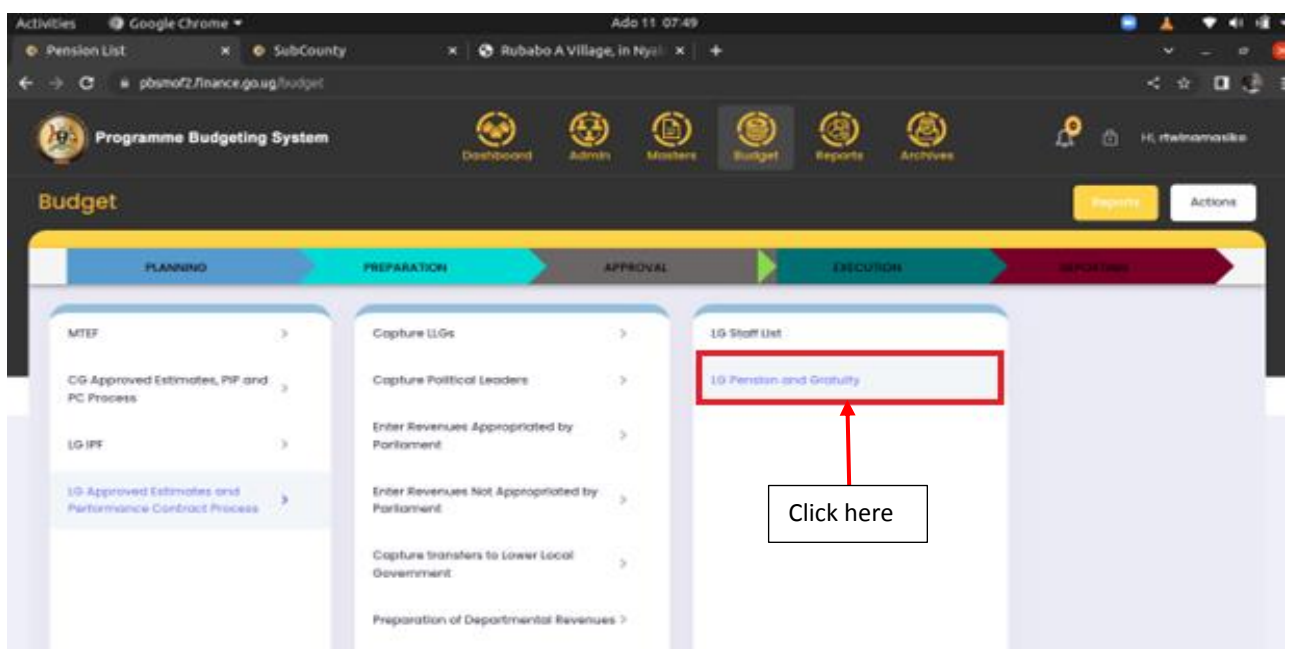 Activities Google Chrome Ado 11 07:49
Pension List × SubCounty × Rubabo A Village, in Nyal × +
pbsmof2.finance.go.ug/budget
Programme Budgeting System
Dashboard Admin Masters Budget Reports Archives
Hi, rtwinamasiko
Budget
Reports Actions
PLANNING PREPARATION APPROVAL EXECUTION REPORTING
MTEF
CG Approved Estimates, PIP and
PC Process
LG IPF
LG Approved Estimates and
Performance Contract Process
Capture LLGs
Capture Political Leaders
Enter Revenues Appropriated by
Parliament
Enter Revenues Not Appropriated by
Parliament
Capture transfers to Lower Local
Government
Preparation of Departmental Revenues
LG Staff List
LG Pension and Gratuity
Click here